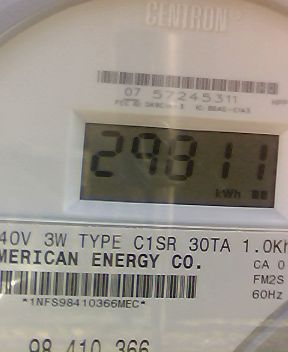 CENTRON®
07 57245311
29811
kWh
40V 3W TYPE C1SR 30TA 1.0Kh
MERICAN ENERGY CO.
CA 0
FM2S
60Hz
*1NFS98410366MEC*
98 410 366